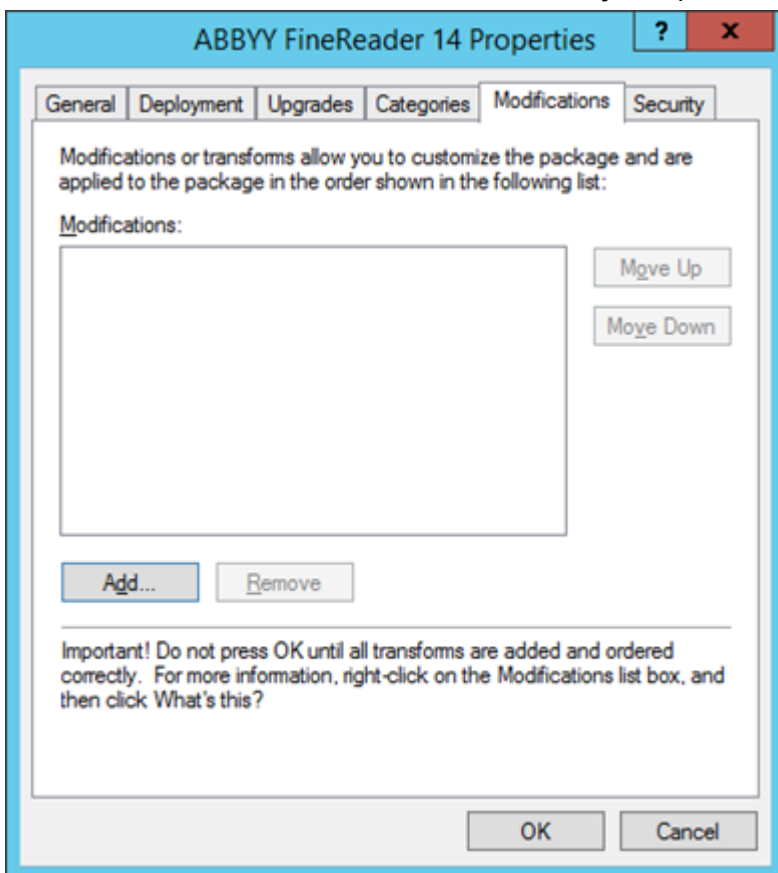 ABBYY FineReader 14 Properties
?
x
General
Deployment
Upgrades
Categories
Modifications
Security
Modifications or transforms allow you to customize the package and are
applied to the package in the order shown in the following list:
Modifications:
Move Up
Move Down
Add...
Remove
Important! Do not press OK until all transforms are added and ordered
correctly. For more information, right-click on the Modifications list box, and
then click What's this?
OK
Cancel